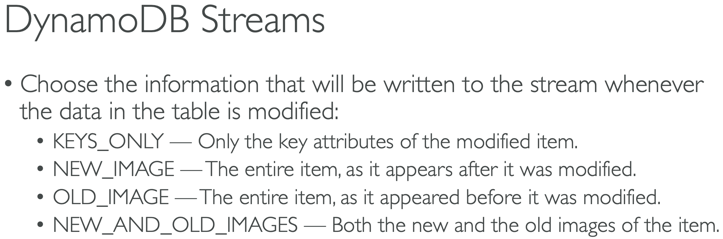 DynamoDB Streams
• Choose the information that will be written to the stream whenever
the data in the table is modified:
• KEYS_ONLY — Only the key attributes of the modified item.
• NEW_IMAGE — The entire item, as it appears after it was modified.
• OLD_IMAGE — The entire item, as it appeared before it was modified.
• NEW_AND_OLD_IMAGES — Both the new and the old images of the item.